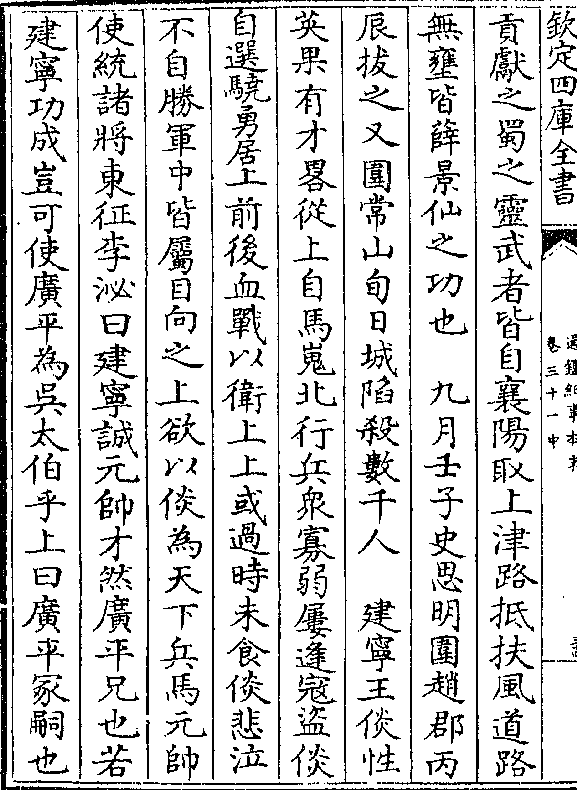 欽定四庫全書
卷三十一中
貢獻之蜀之靈武者皆自襄陽取上津路抵扶風道路
無壅皆薛景仙之功也　九月壬子史思明圍趙郡丙
辰拔之又圍常山旬日城陷殺數千人　建寧王倓性
英果有才畧從上自馬嵬北行兵衆寡弱屢逢寇盜倓
自選驍勇居上前後血戰以衛上上或過時未食倓悲泣
不自勝軍中皆屬目向之上欲以倓為天下兵馬元帥
使統諸將東征李泌曰建寧誠元帥才然廣平兄也若
建寧功成豈可使廣平為吳太伯乎上曰廣平冢嗣也